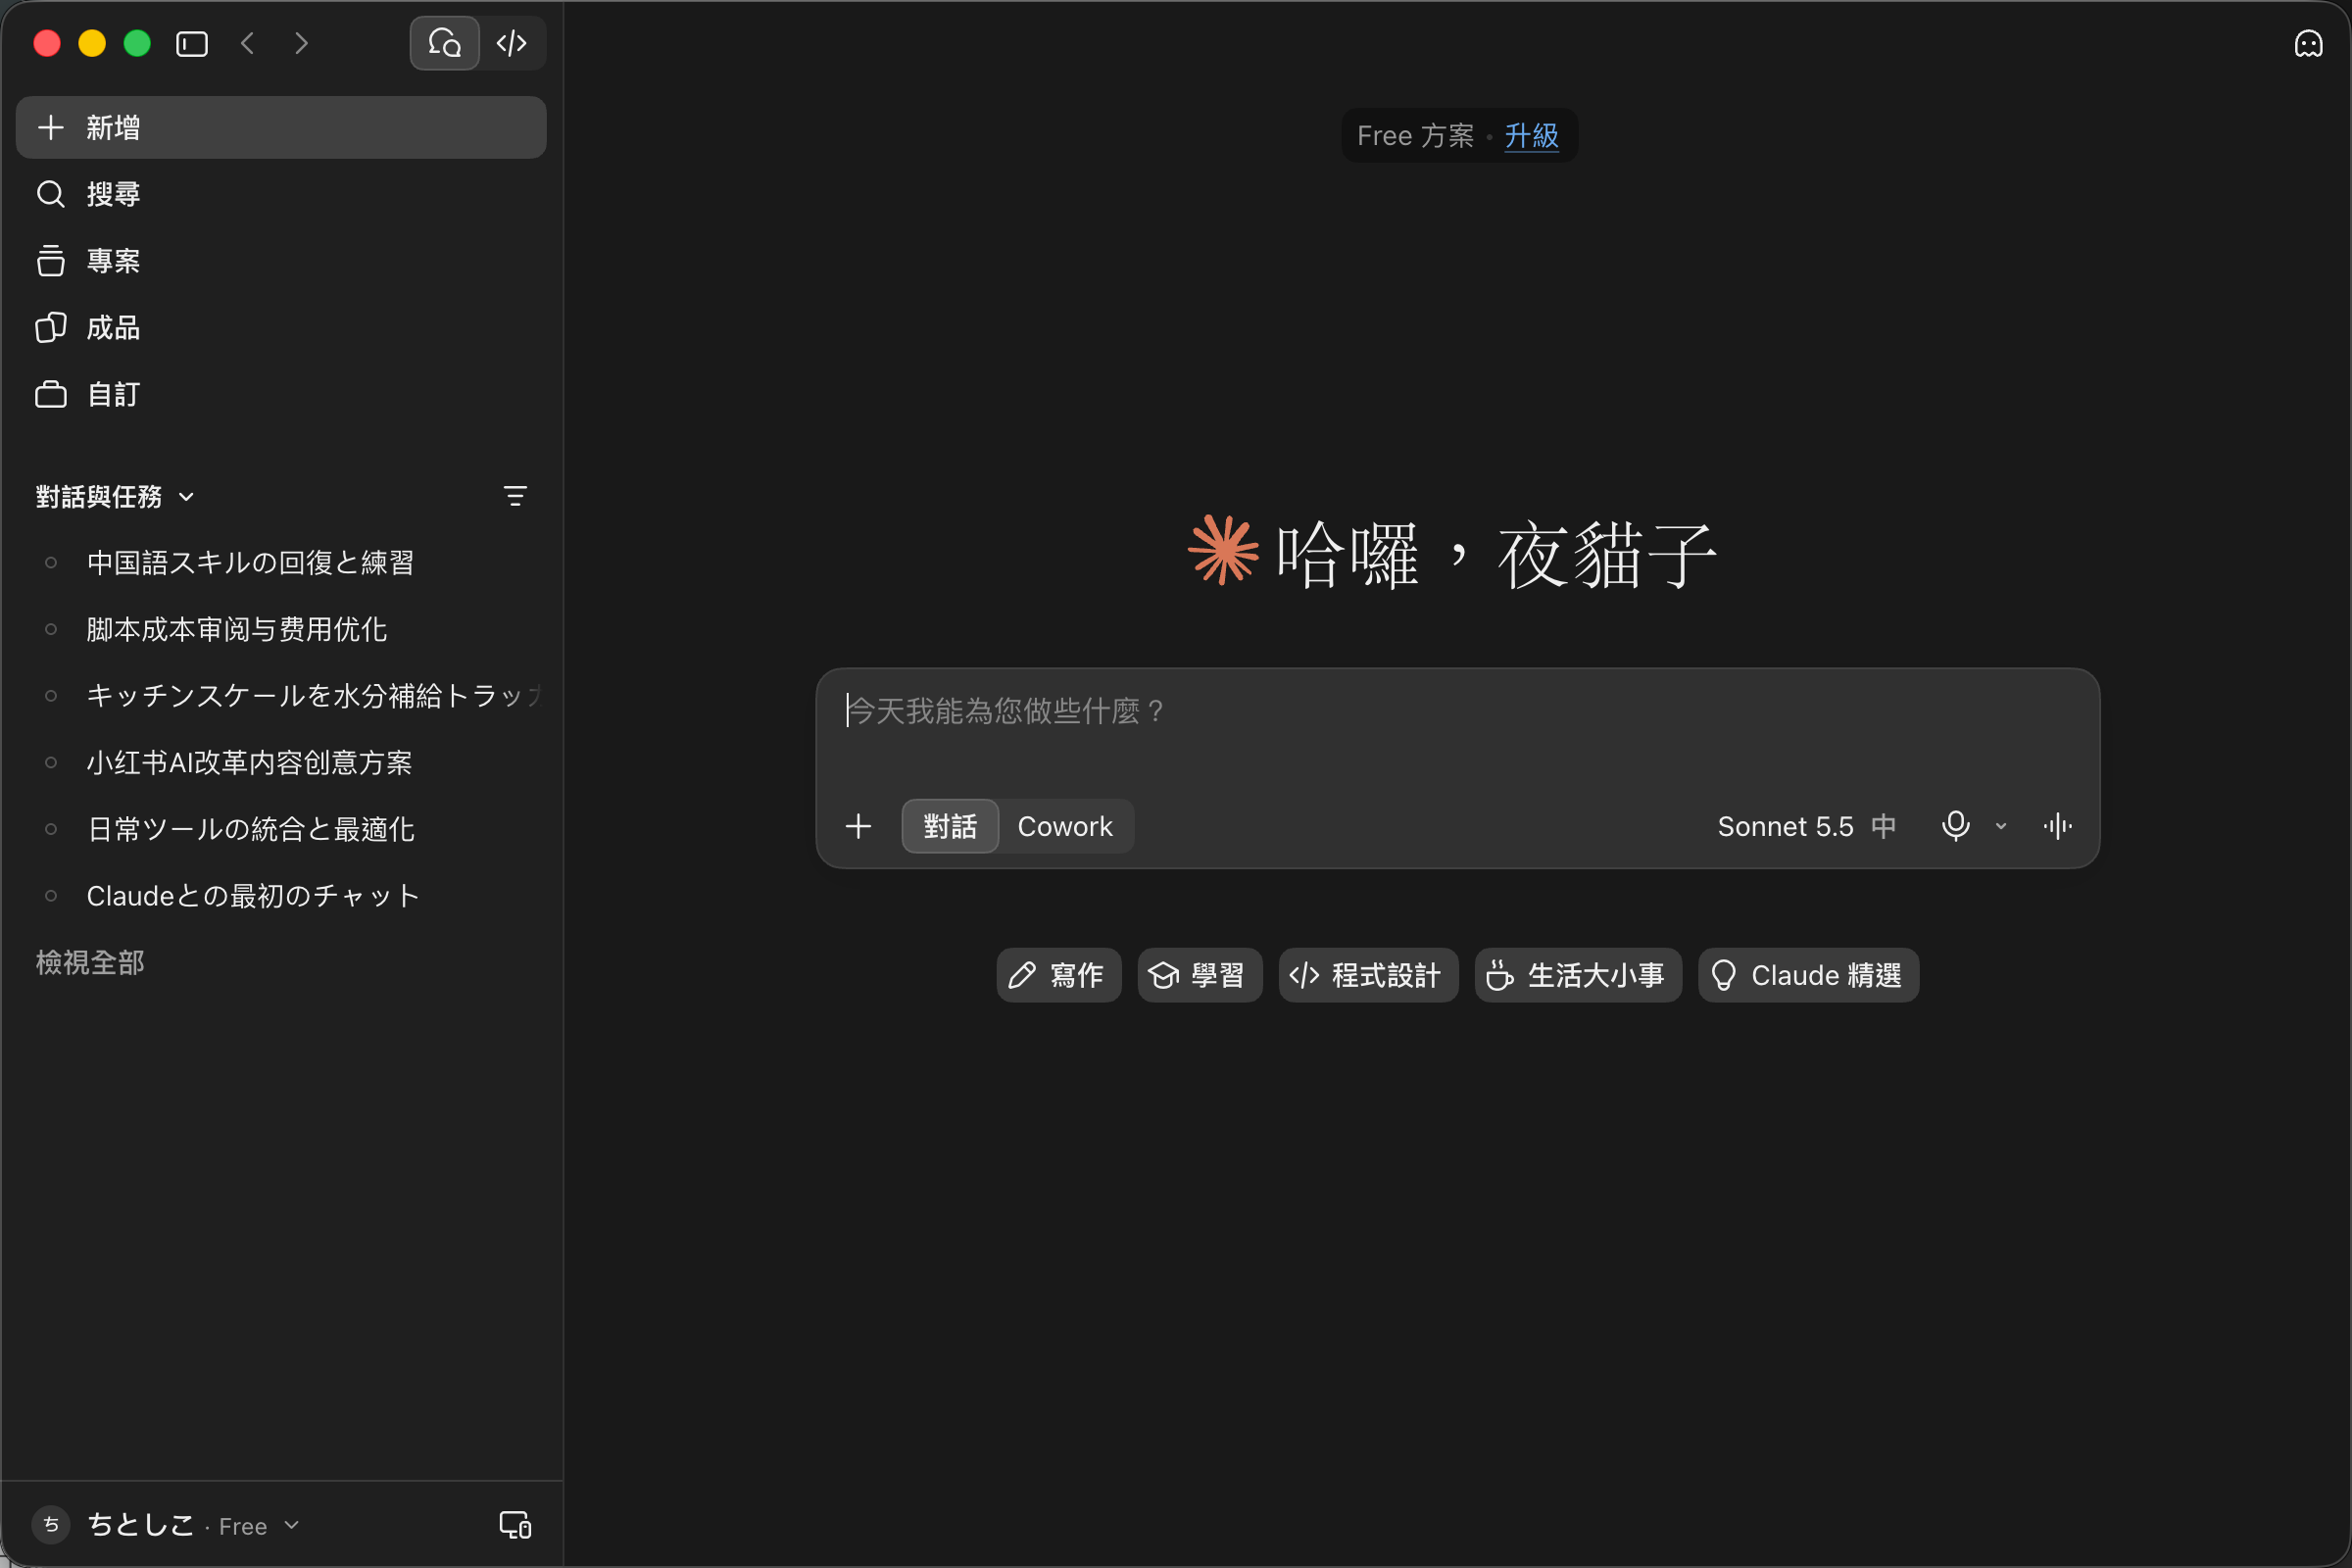 新增
搜尋
專案
成品
自訂
對話與任務
中国語スキルの回復と練習
脚本成本审阅与费用优化
キッチンスケールを水分補給トラッカ
小红书AI改革内容创意方案
日常ツールの統合と最適化
Claudeとの最初のチャット
檢視全部
ち ちとしこ · Free
Free 方案 · 升級
哈囉，夜貓子
今天我能為您做些什麼？
對話 Cowork Sonnet 5.5 中
寫作 學習 程式設計 生活大小事 Claude 精選